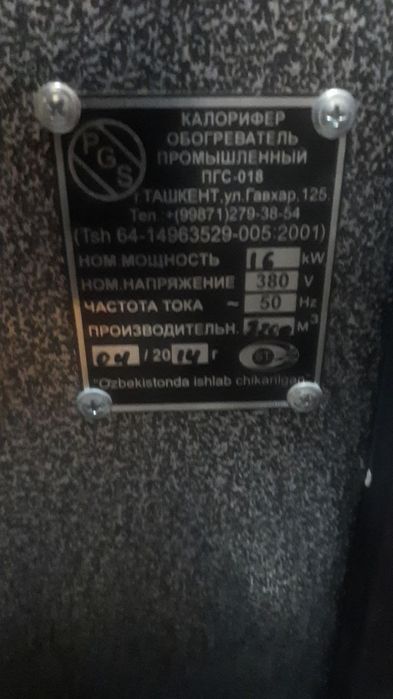 PGS
КАЛОРИФЕР
ОБОГРЕВАТЕЛЬ
ПРОМЫШЛЕННЫЙ
ПГС-018
г.ТАШКЕНТ,ул.Гавхар,125
Тел.:+(99871)279-38-54
(Tsh 64-14963529-005:2001)
НОМ МОЩНОСТЬ 16 kW
НОМ.НАПРЯЖЕНИЕ 380 V
ЧАСТОТА ТОКА ~ 50 Hz
ПРОИЗВОДИТЕЛЬН. м³
04 / 2014 г
"O'zbekistonda ishlab chikarilgan"